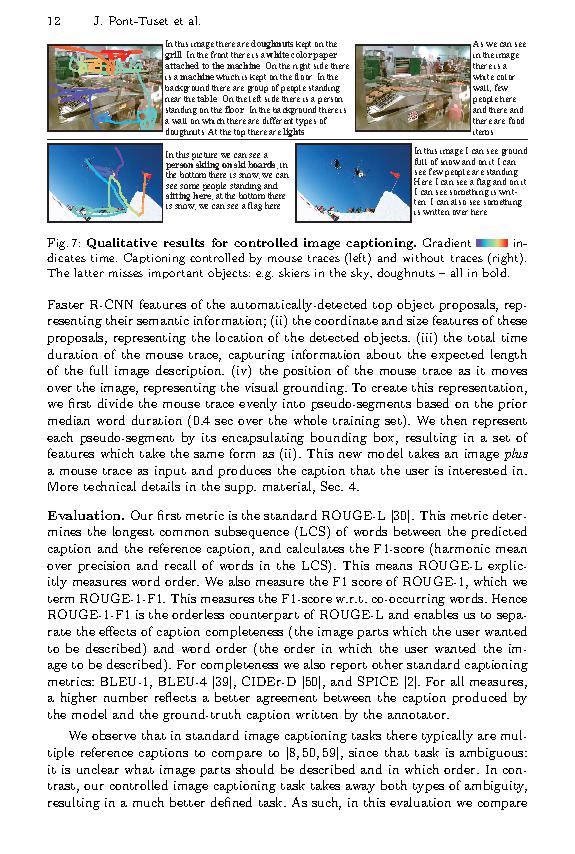 12 J. Pont-Tuset et al.
In this image there are doughnuts kept on the
grill. In the front there is a white color paper
attached to the machine. On the right side there
is a machine which is kept on the floor. In the
background there are group of people standing
near the table. On the left side there is a person
standing on the floor. In the background there is
a wall on which there are different types of
doughnuts. At the top there are lights.
As we can see
in the image
there is a
white color
wall, few
people here
and there and
there are food
items.
In this picture we can see a
person skiing on ski boards, in
the bottom there is snow, we can
see some people standing and
sitting here, at the bottom there
is snow, we can see a flag here.
In this image I can see ground
full of snow and on it I can
see few people are standing.
Here I can see a flag and on it
I can see something is writ-
ten. I can also see something
is written over here.
Fig. 7: Qualitative results for controlled image captioning. Gradient in-
dicates time. Captioning controlled by mouse traces (left) and without traces (right).
The latter misses important objects: e.g. skiers in the sky, doughnuts – all in bold.
Faster R-CNN features of the automatically-detected top object proposals, rep-
resenting their semantic information; (ii) the coordinate and size features of these
proposals, representing the location of the detected objects. (iii) the total time
duration of the mouse trace, capturing information about the expected length
of the full image description. (iv) the position of the mouse trace as it moves
over the image, representing the visual grounding. To create this representation,
we first divide the mouse trace evenly into pseudo-segments based on the prior
median word duration (0.4 sec over the whole training set). We then represent
each pseudo-segment by its encapsulating bounding box, resulting in a set of
features which take the same form as (ii). This new model takes an image plus
a mouse trace as input and produces the caption that the user is interested in.
More technical details in the supp. material, Sec. 4.
Evaluation. Our first metric is the standard ROUGE-L [30]. This metric deter-
mines the longest common subsequence (LCS) of words between the predicted
caption and the reference caption, and calculates the F1-score (harmonic mean
over precision and recall of words in the LCS). This means ROUGE-L explic-
itly measures word order. We also measure the F1 score of ROUGE-1, which we
term ROUGE-1-F1. This measures the F1-score w.r.t. co-occurring words. Hence
ROUGE-1-F1 is the orderless counterpart of ROUGE-L and enables us to sepa-
rate the effects of caption completeness (the image parts which the user wanted
to be described) and word order (the order in which the user wanted the im-
age to be described). For completeness we also report other standard captioning
metrics: BLEU-1, BLEU-4 [39], CIDEr-D [50], and SPICE [2]. For all measures,
a higher number reflects a better agreement between the caption produced by
the model and the ground-truth caption written by the annotator.
We observe that in standard image captioning tasks there typically are mul-
tiple reference captions to compare to [8,50,59], since that task is ambiguous:
it is unclear what image parts should be described and in which order. In con-
trast, our controlled image captioning task takes away both types of ambiguity,
resulting in a much better defined task. As such, in this evaluation we compare